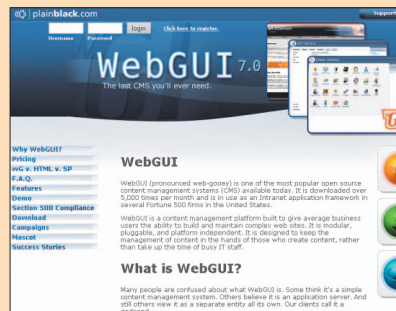 plainblack.com
Support
login
Click here to register.
Username Password
WebGUI 7.0
The last CMS you'll ever need.
Why WebGUI?
Pricing
wG v. HTML v. SP
F.A.Q.
Features
Demo
Section 508 Compliance
Download
Campaigns
Mascot
Success Stories
WebGUI
WebGUI (pronounced web-gooey) is one of the most popular open source
content management systems (CMS) available today. It is downloaded over
5,000 times per month and is in use as an Intranet application framework in
several Fortune 500 firms in the United States.
WebGUI is a content management platform built to give average business
users the ability to build and maintain complex web sites. It is modular,
pluggable, and platform independent. It is designed to keep the
management of content in the hands of those who create content, rather
than take up the time of busy IT staff.
What is WebGUI?
Many people are confused about what WebGUI is. Some think it's a simple
content management system. Others believe it is an application server. And
still others view it as a separate entity all its own. Our clients call it a